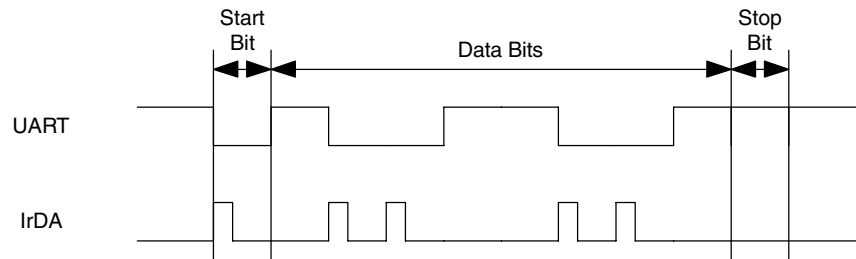 Start
Bit
Data Bits
Stop
Bit
UART
IrDA